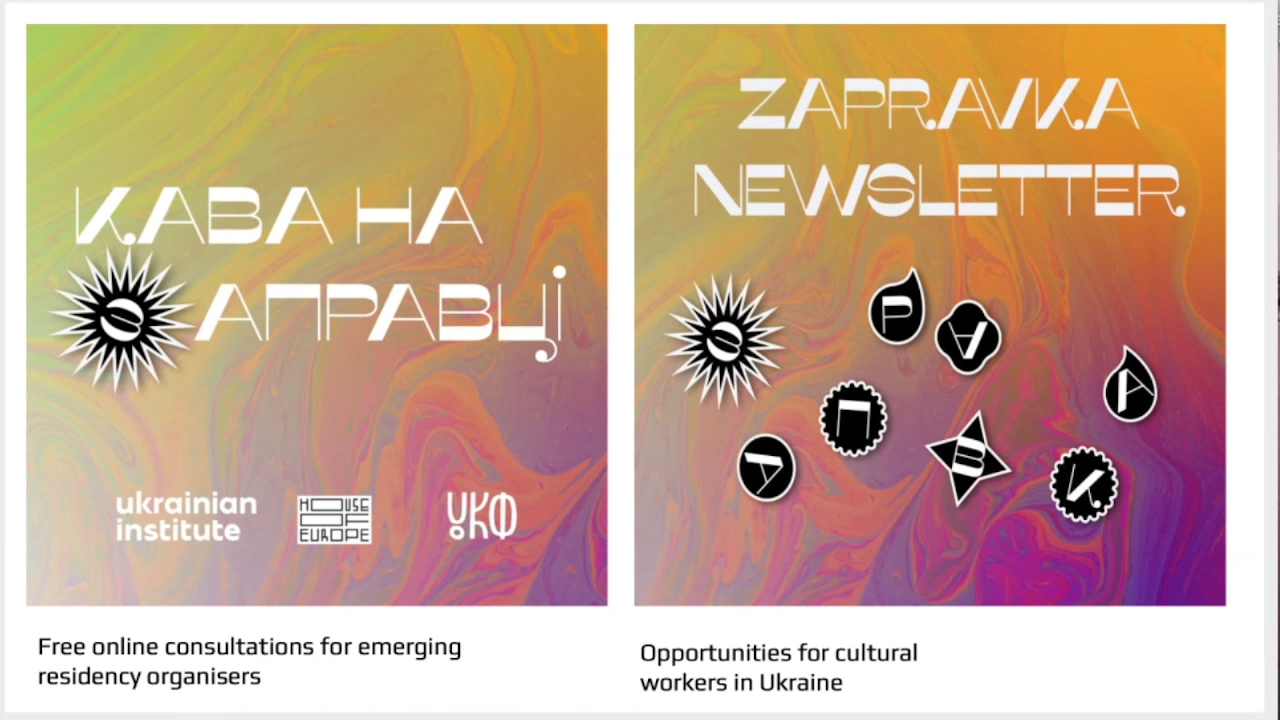 КАВА НА
ЗАПРАВЦІ
ukrainian
institute
HOUSE
OF
EUROPE
УКФ
Free online consultations for emerging
residency organisers
ZAPRAVKA
NEWSLETTER
З А П Р А В К А
Opportunities for cultural
workers in Ukraine